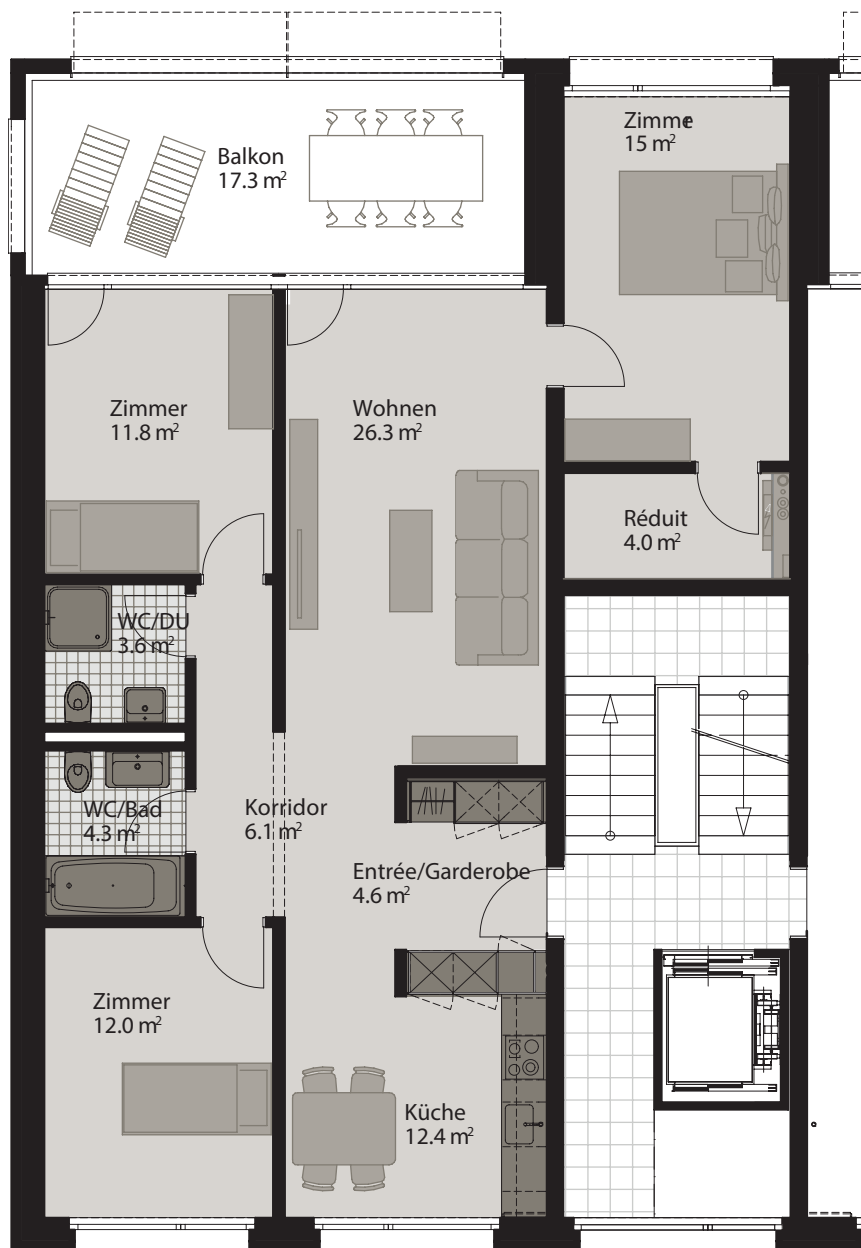 Balkon
17.3 m²
Zimmer
15 m²
Zimmer
11.8 m²
Wohnen
26.3 m²
Réduit
4.0 m²
WC/DU
3.6 m²
WC/Bad
4.3 m²
Korridor
6.1 m²
Entrée/Garderobe
4.6 m²
Zimmer
12.0 m²
Küche
12.4 m²